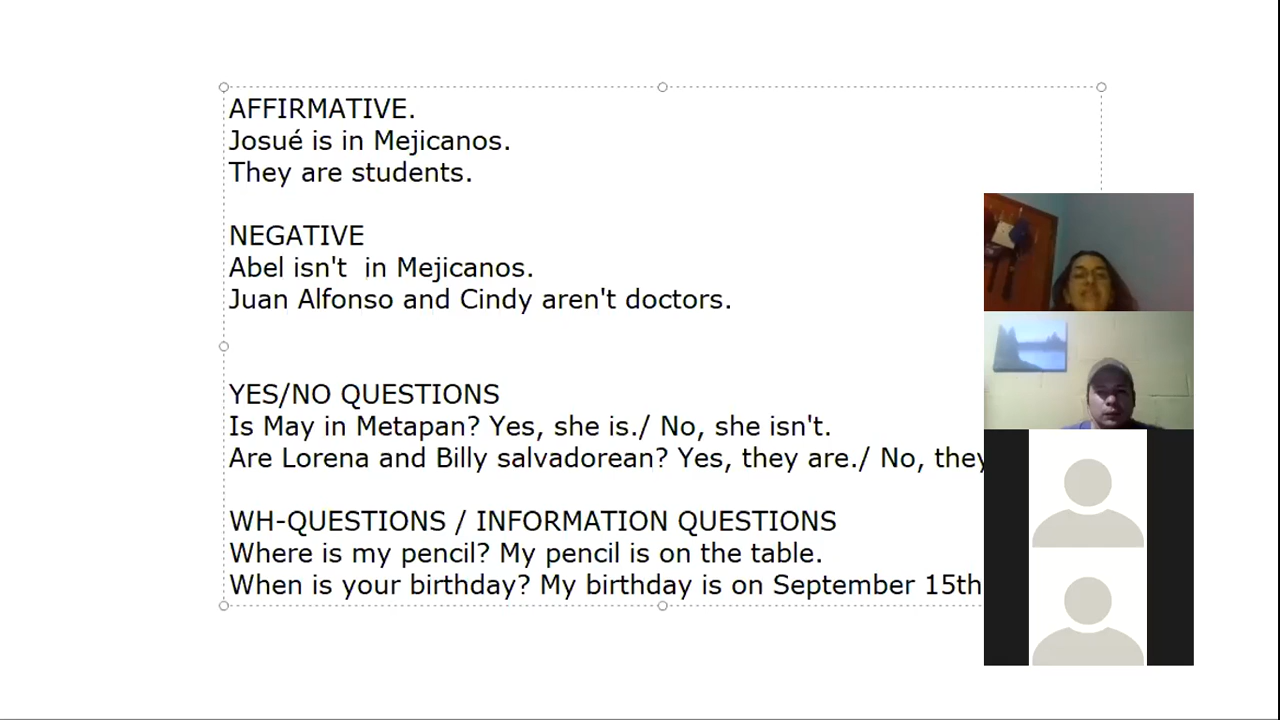 AFFIRMATIVE.
Josué is in Mejicanos.
They are students.
NEGATIVE
Abel isn't  in Mejicanos.
Juan Alfonso and Cindy aren't doctors.
YES/NO QUESTIONS
Is May in Metapan? Yes, she is./ No, she isn't.
Are Lorena and Billy salvadorean? Yes, they are./ No, they
WH-QUESTIONS / INFORMATION QUESTIONS
Where is my pencil? My pencil is on the table.
When is your birthday? My birthday is on September 15th